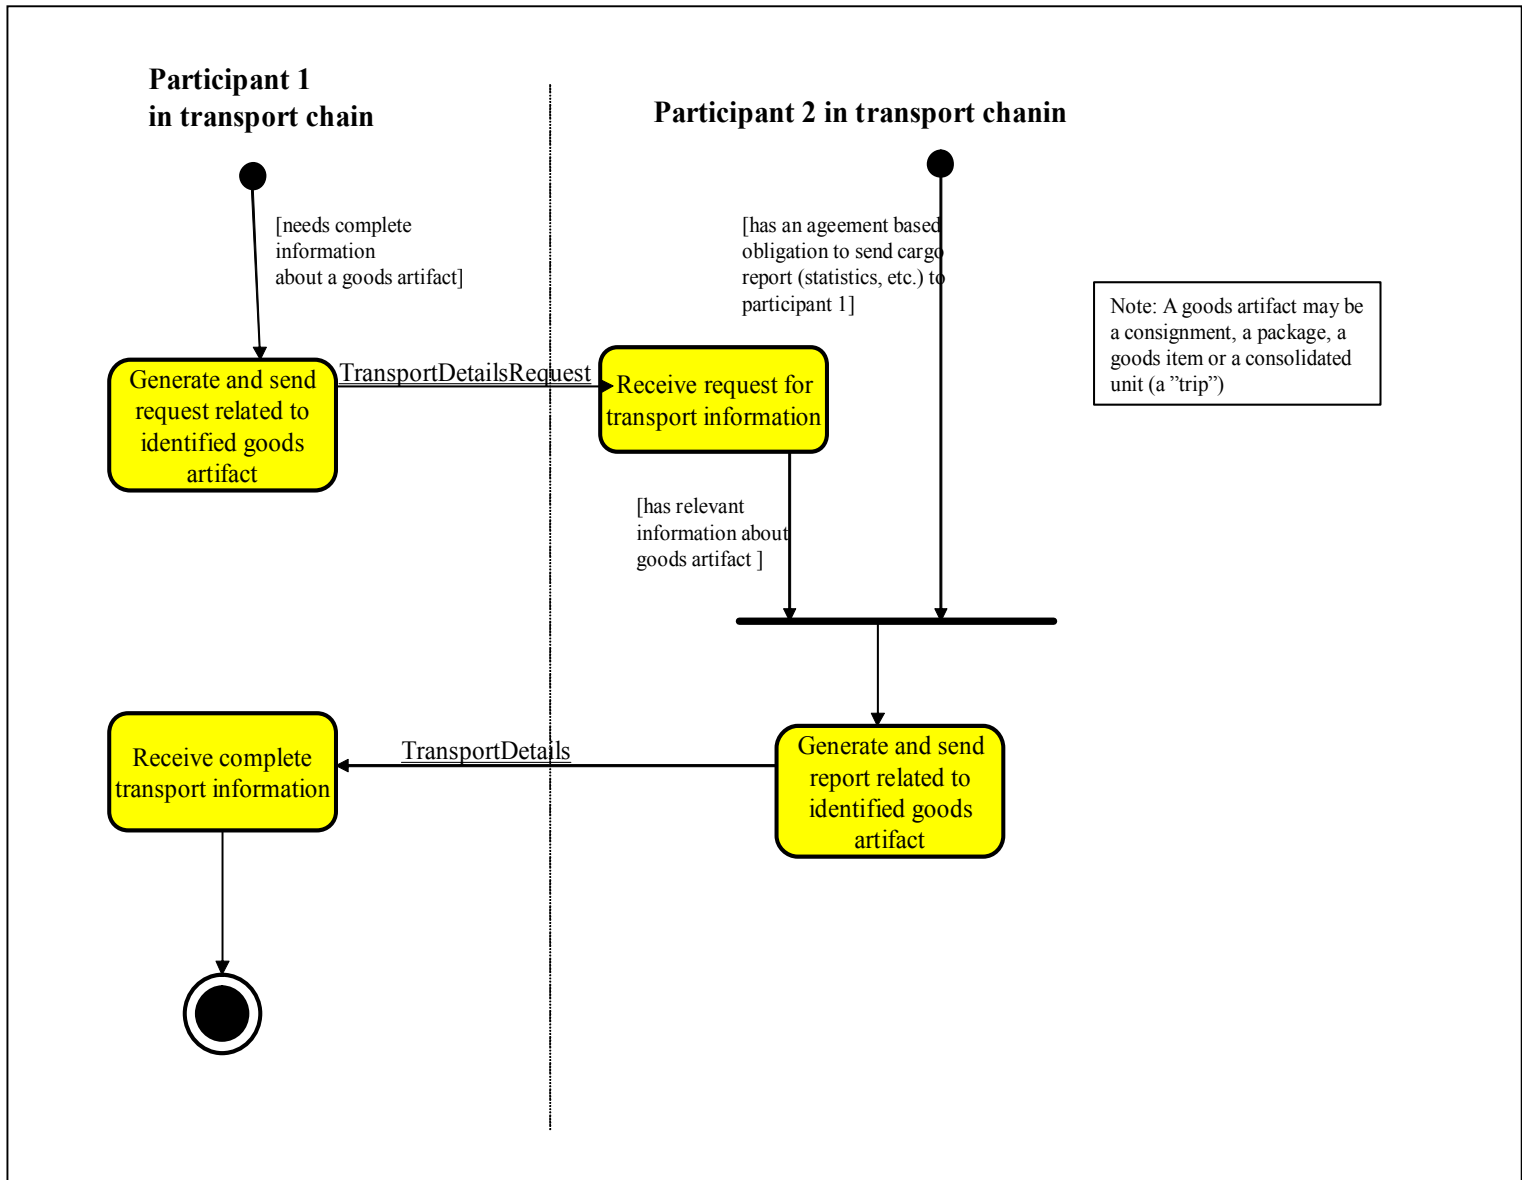 Participant 1
in transport chain
Participant 2 in transport chanin
[needs complete
information
about a goods artifact]
[has an ageement based
obligation to send cargo
report (statistics, etc.) to
participant 1]
Note: A goods artifact may be
a consignment, a package, a
goods item or a consolidated
unit (a ”trip”)
Generate and send
request related to
identified goods
artifact
TransportDetailsRequest
Receive request for
transport information
[has relevant
information about
goods artifact ]
Receive complete
transport information
TransportDetails
Generate and send
report related to
identified goods
artifact